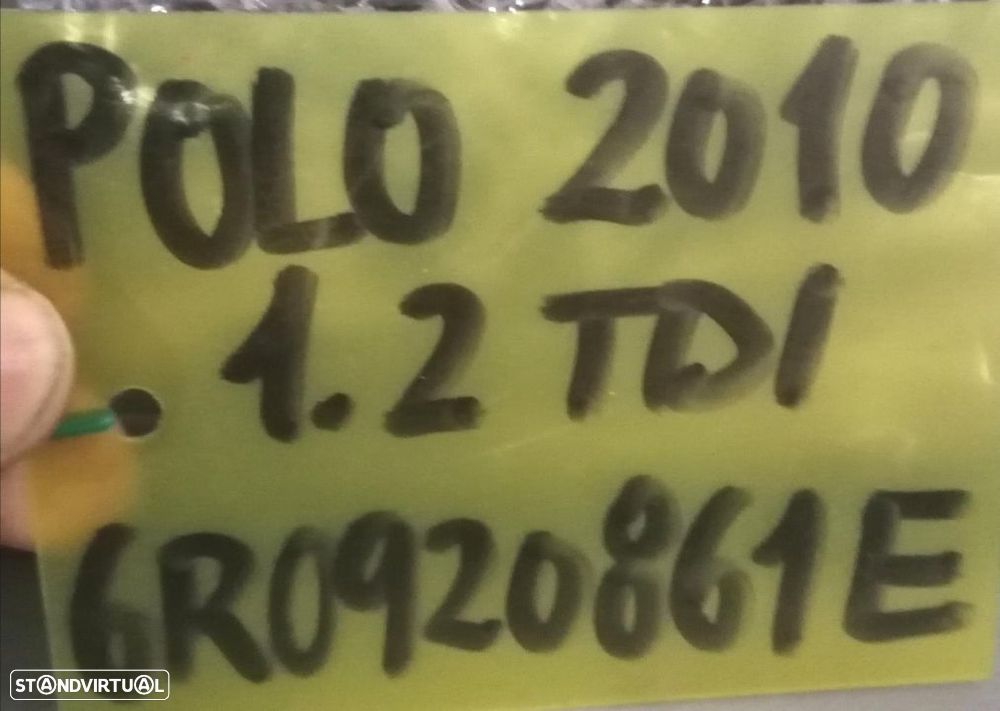 POLO 2010
1.2 TDI
6R0920861E
STANDVIRTUAL